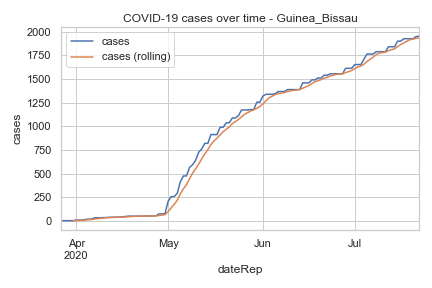 COVID-19 cases over time - Guinea_Bissau
cases
cases (rolling)
2000
1750
1500
1250
1000
750
500
250
0
cases
Apr
2020
May
Jun
Jul
dateRep